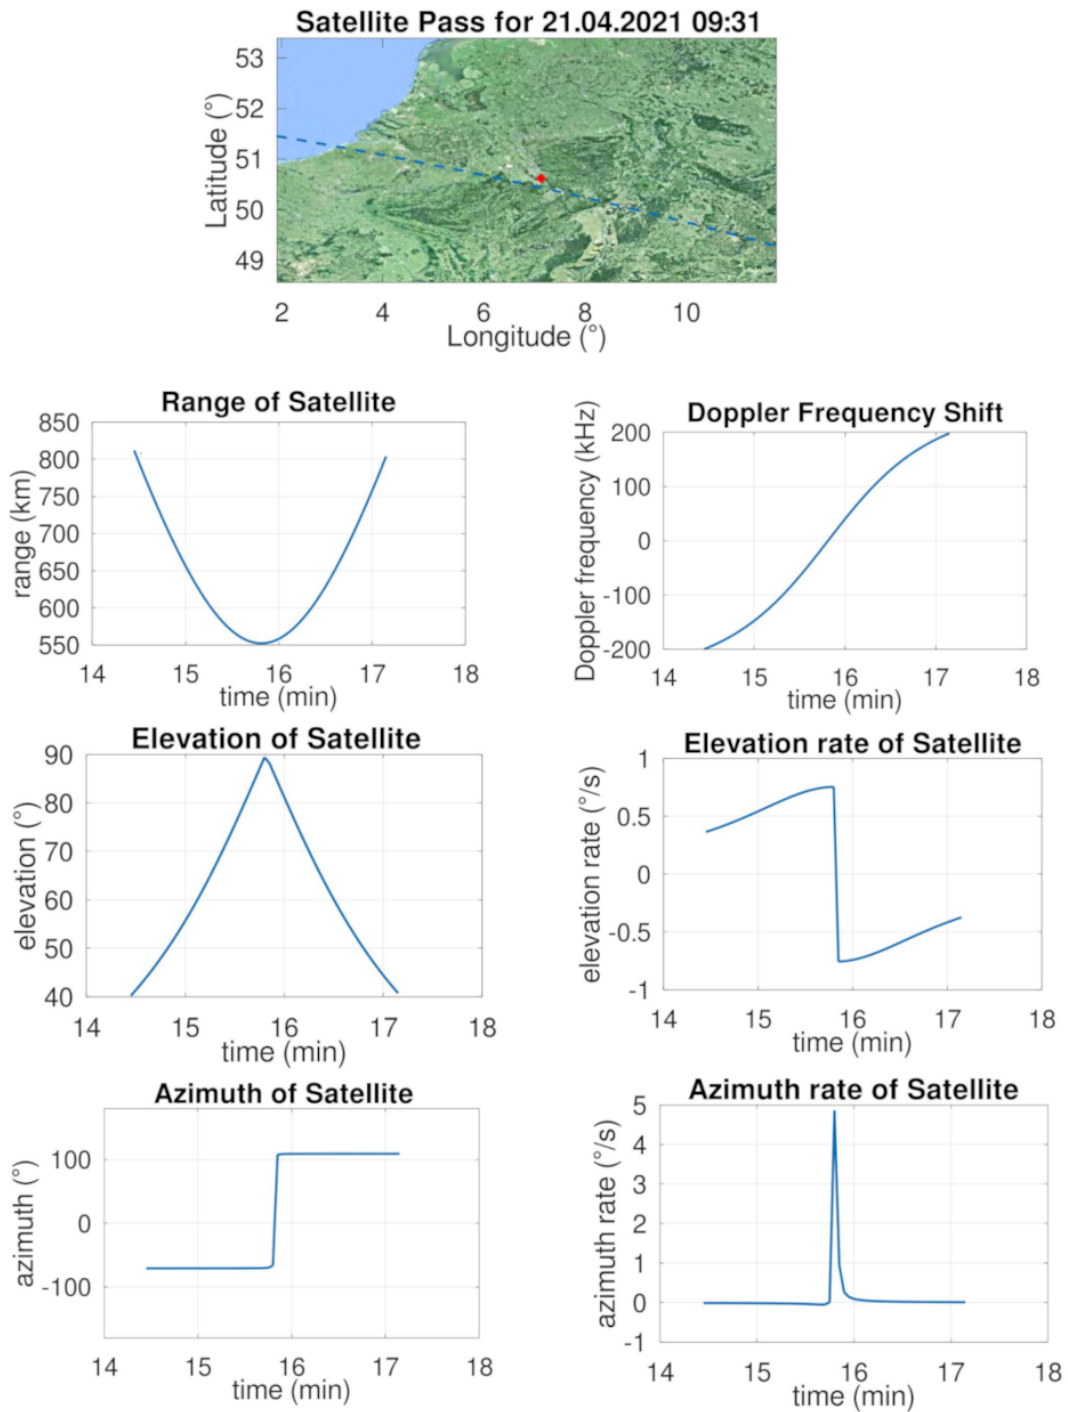 Satellite Pass for 21.04.2021 09:31
Latitude (°)
53
52
51
50
49
2 4 6 8 10
Longitude (°)
Range of Satellite
range (km)
850
800
750
700
650
600
550
14 15 16 17 18
time (min)
Doppler Frequency Shift
Doppler frequency (kHz)
200
100
0
-100
-200
14 15 16 17 18
time (min)
Elevation of Satellite
elevation (°)
90
80
70
60
50
40
14 15 16 17 18
time (min)
Elevation rate of Satellite
elevation rate (°/s)
1
0.5
0
-0.5
-1
14 15 16 17 18
time (min)
Azimuth of Satellite
azimuth (°)
100
0
-100
14 15 16 17 18
time (min)
Azimuth rate of Satellite
azimuth rate (°/s)
5
4
3
2
1
0
-1
14 15 16 17 18
time (min)